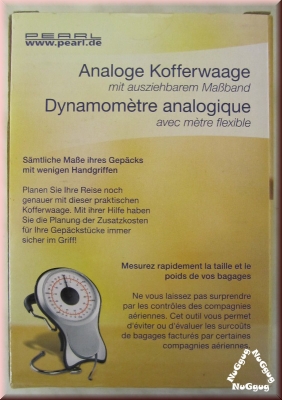 PEARL
www.pearl.de
Analoge Kofferwaage
mit ausziehbarem Maßband
Dynamomètre analogique
avec mètre flexible
Sämtliche Maße ihres Gepäcks
mit wenigen Handgriffen
Planen Sie Ihre Reise noch
genauer mit dieser praktischen
Kofferwaage. Mit ihrer Hilfe haben
Sie die Planung der Zusatzkosten
für Ihre Gepäckstücke immer
sicher im Griff!
Mesurez rapidement la taille et le
poids de vos bagages
Ne vous laissez pas surprendre
par les contrôles des compagnies
aériennes. Cet outil vous permet
d'éviter ou d'évaluer les surcoûts
de bagages facturés par certaines
compagnies aériennes.
NuGgug NuGgug
NuGgug
NuGgug